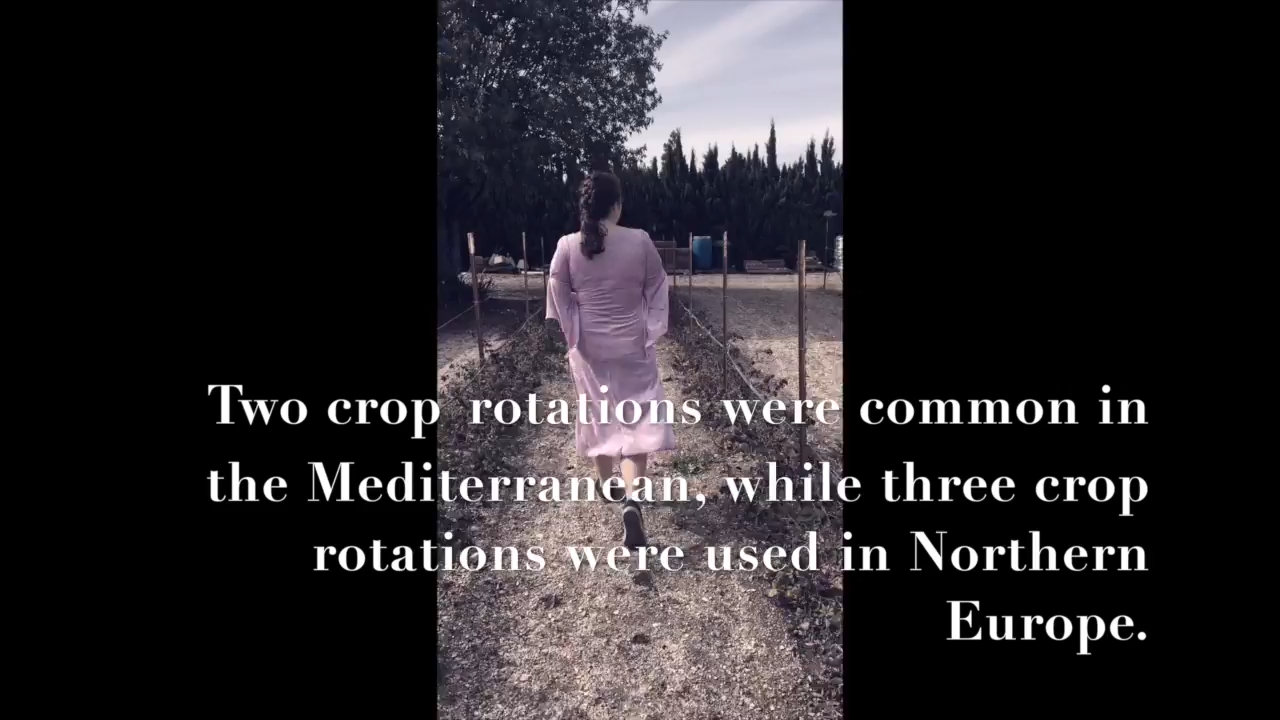 Two crop rotations were common in
the Mediterranean, while three crop
rotations were used in Northern
Europe.